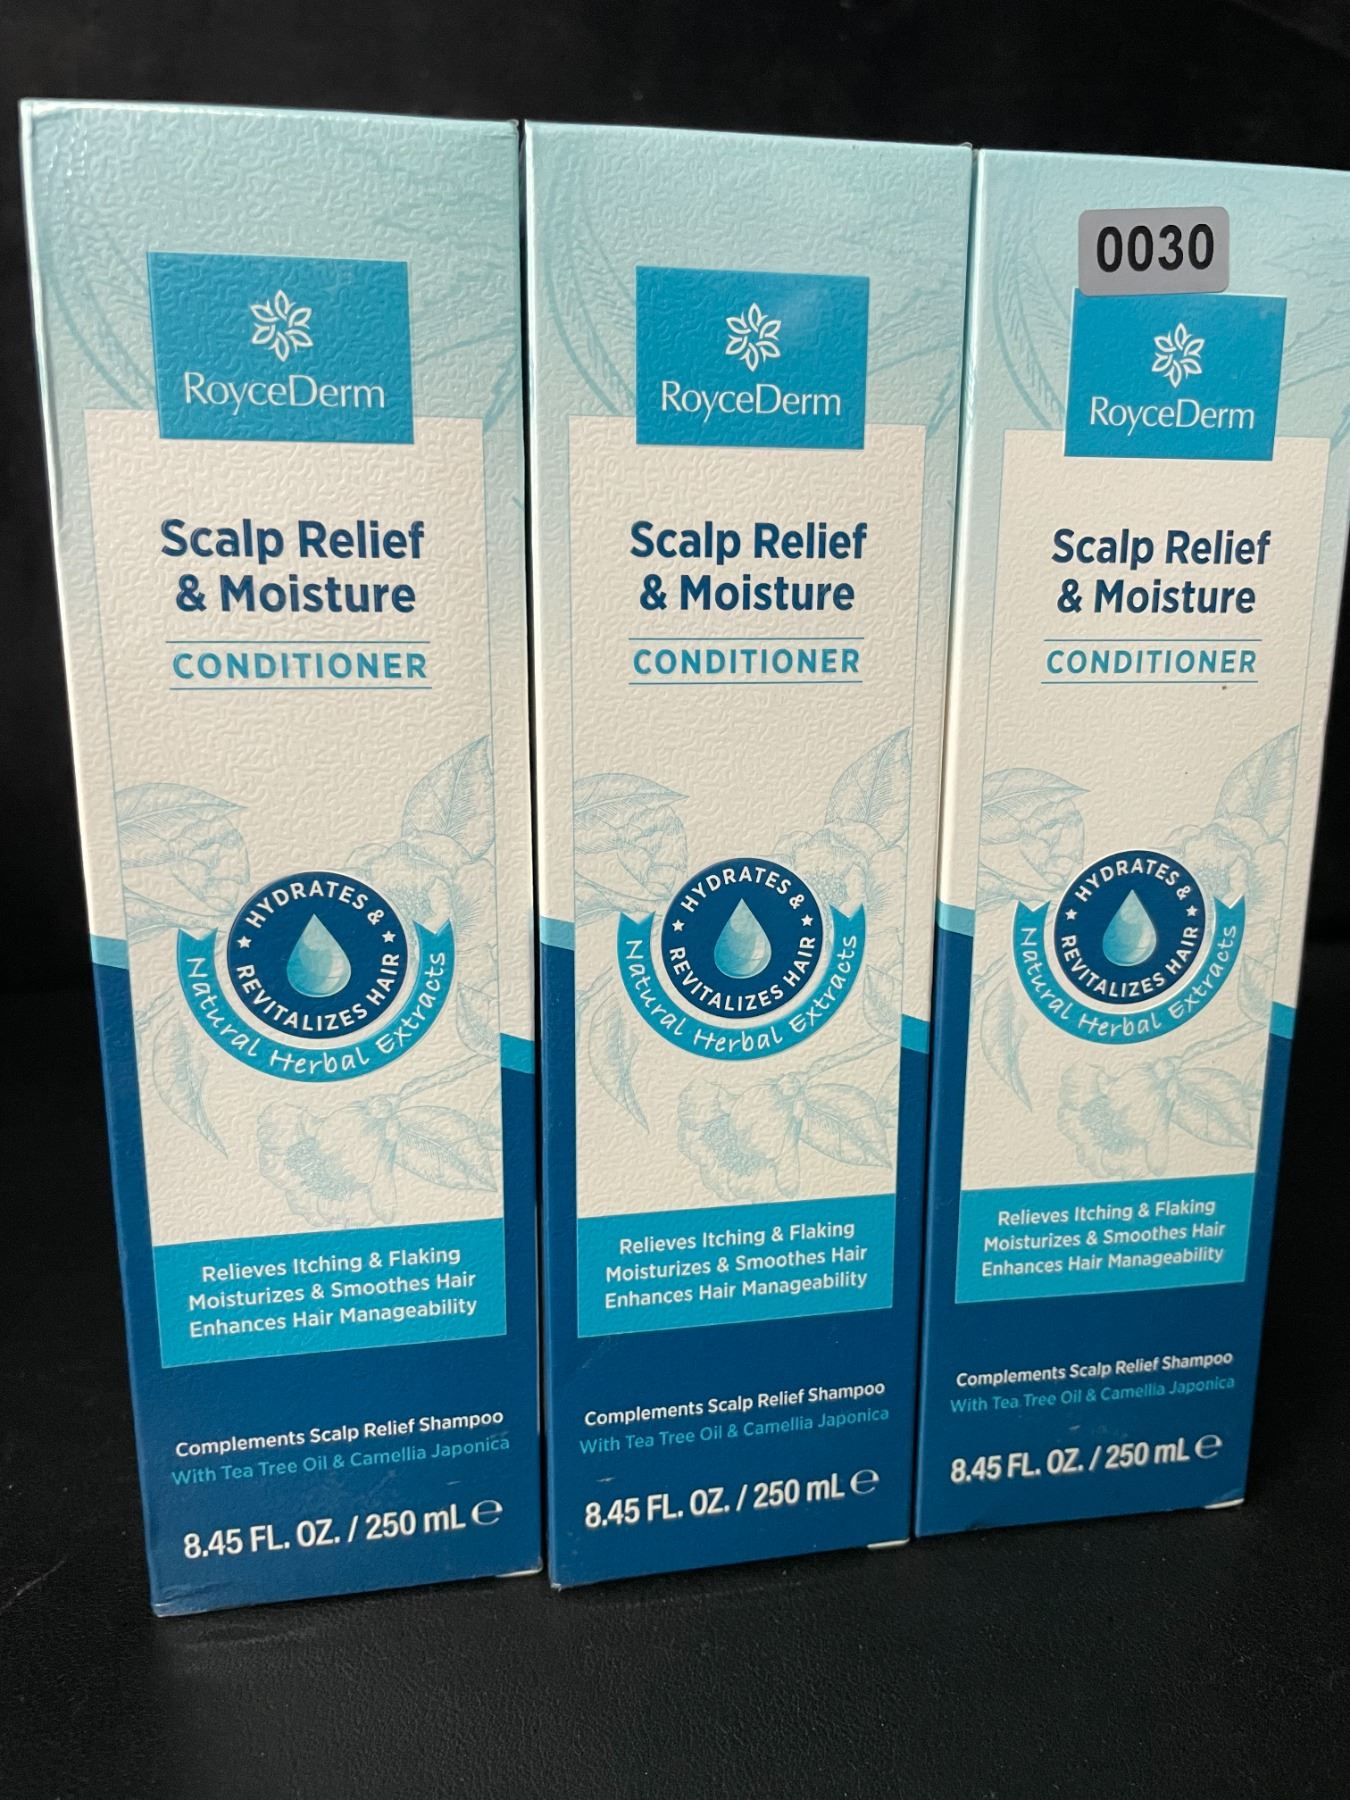 RoyceDerm
Scalp Relief
& Moisture
CONDITIONER
HYDRATES &
REVITALIZES HAIR
Natural Herbal Extracts
Relieves Itching & Flaking
Moisturizes & Smoothes Hair
Enhances Hair Manageability
Complements Scalp Relief Shampoo
With Tea Tree Oil & Camellia Japonica
8.45 FL. OZ. / 250 mL ℮
RoyceDerm
Scalp Relief
& Moisture
CONDITIONER
HYDRATES &
REVITALIZES HAIR
Natural Herbal Extracts
Relieves Itching & Flaking
Moisturizes & Smoothes Hair
Enhances Hair Manageability
Complements Scalp Relief Shampoo
With Tea Tree Oil & Camellia Japonica
8.45 FL. OZ. / 250 mL ℮
0030
RoyceDerm
Scalp Relief
& Moisture
CONDITIONER
HYDRATES &
REVITALIZES HAIR
Natural Herbal Extracts
Relieves Itching & Flaking
Moisturizes & Smoothes Hair
Enhances Hair Manageability
Complements Scalp Relief Shampoo
With Tea Tree Oil & Camellia Japonica
8.45 FL. OZ. / 250 mL ℮